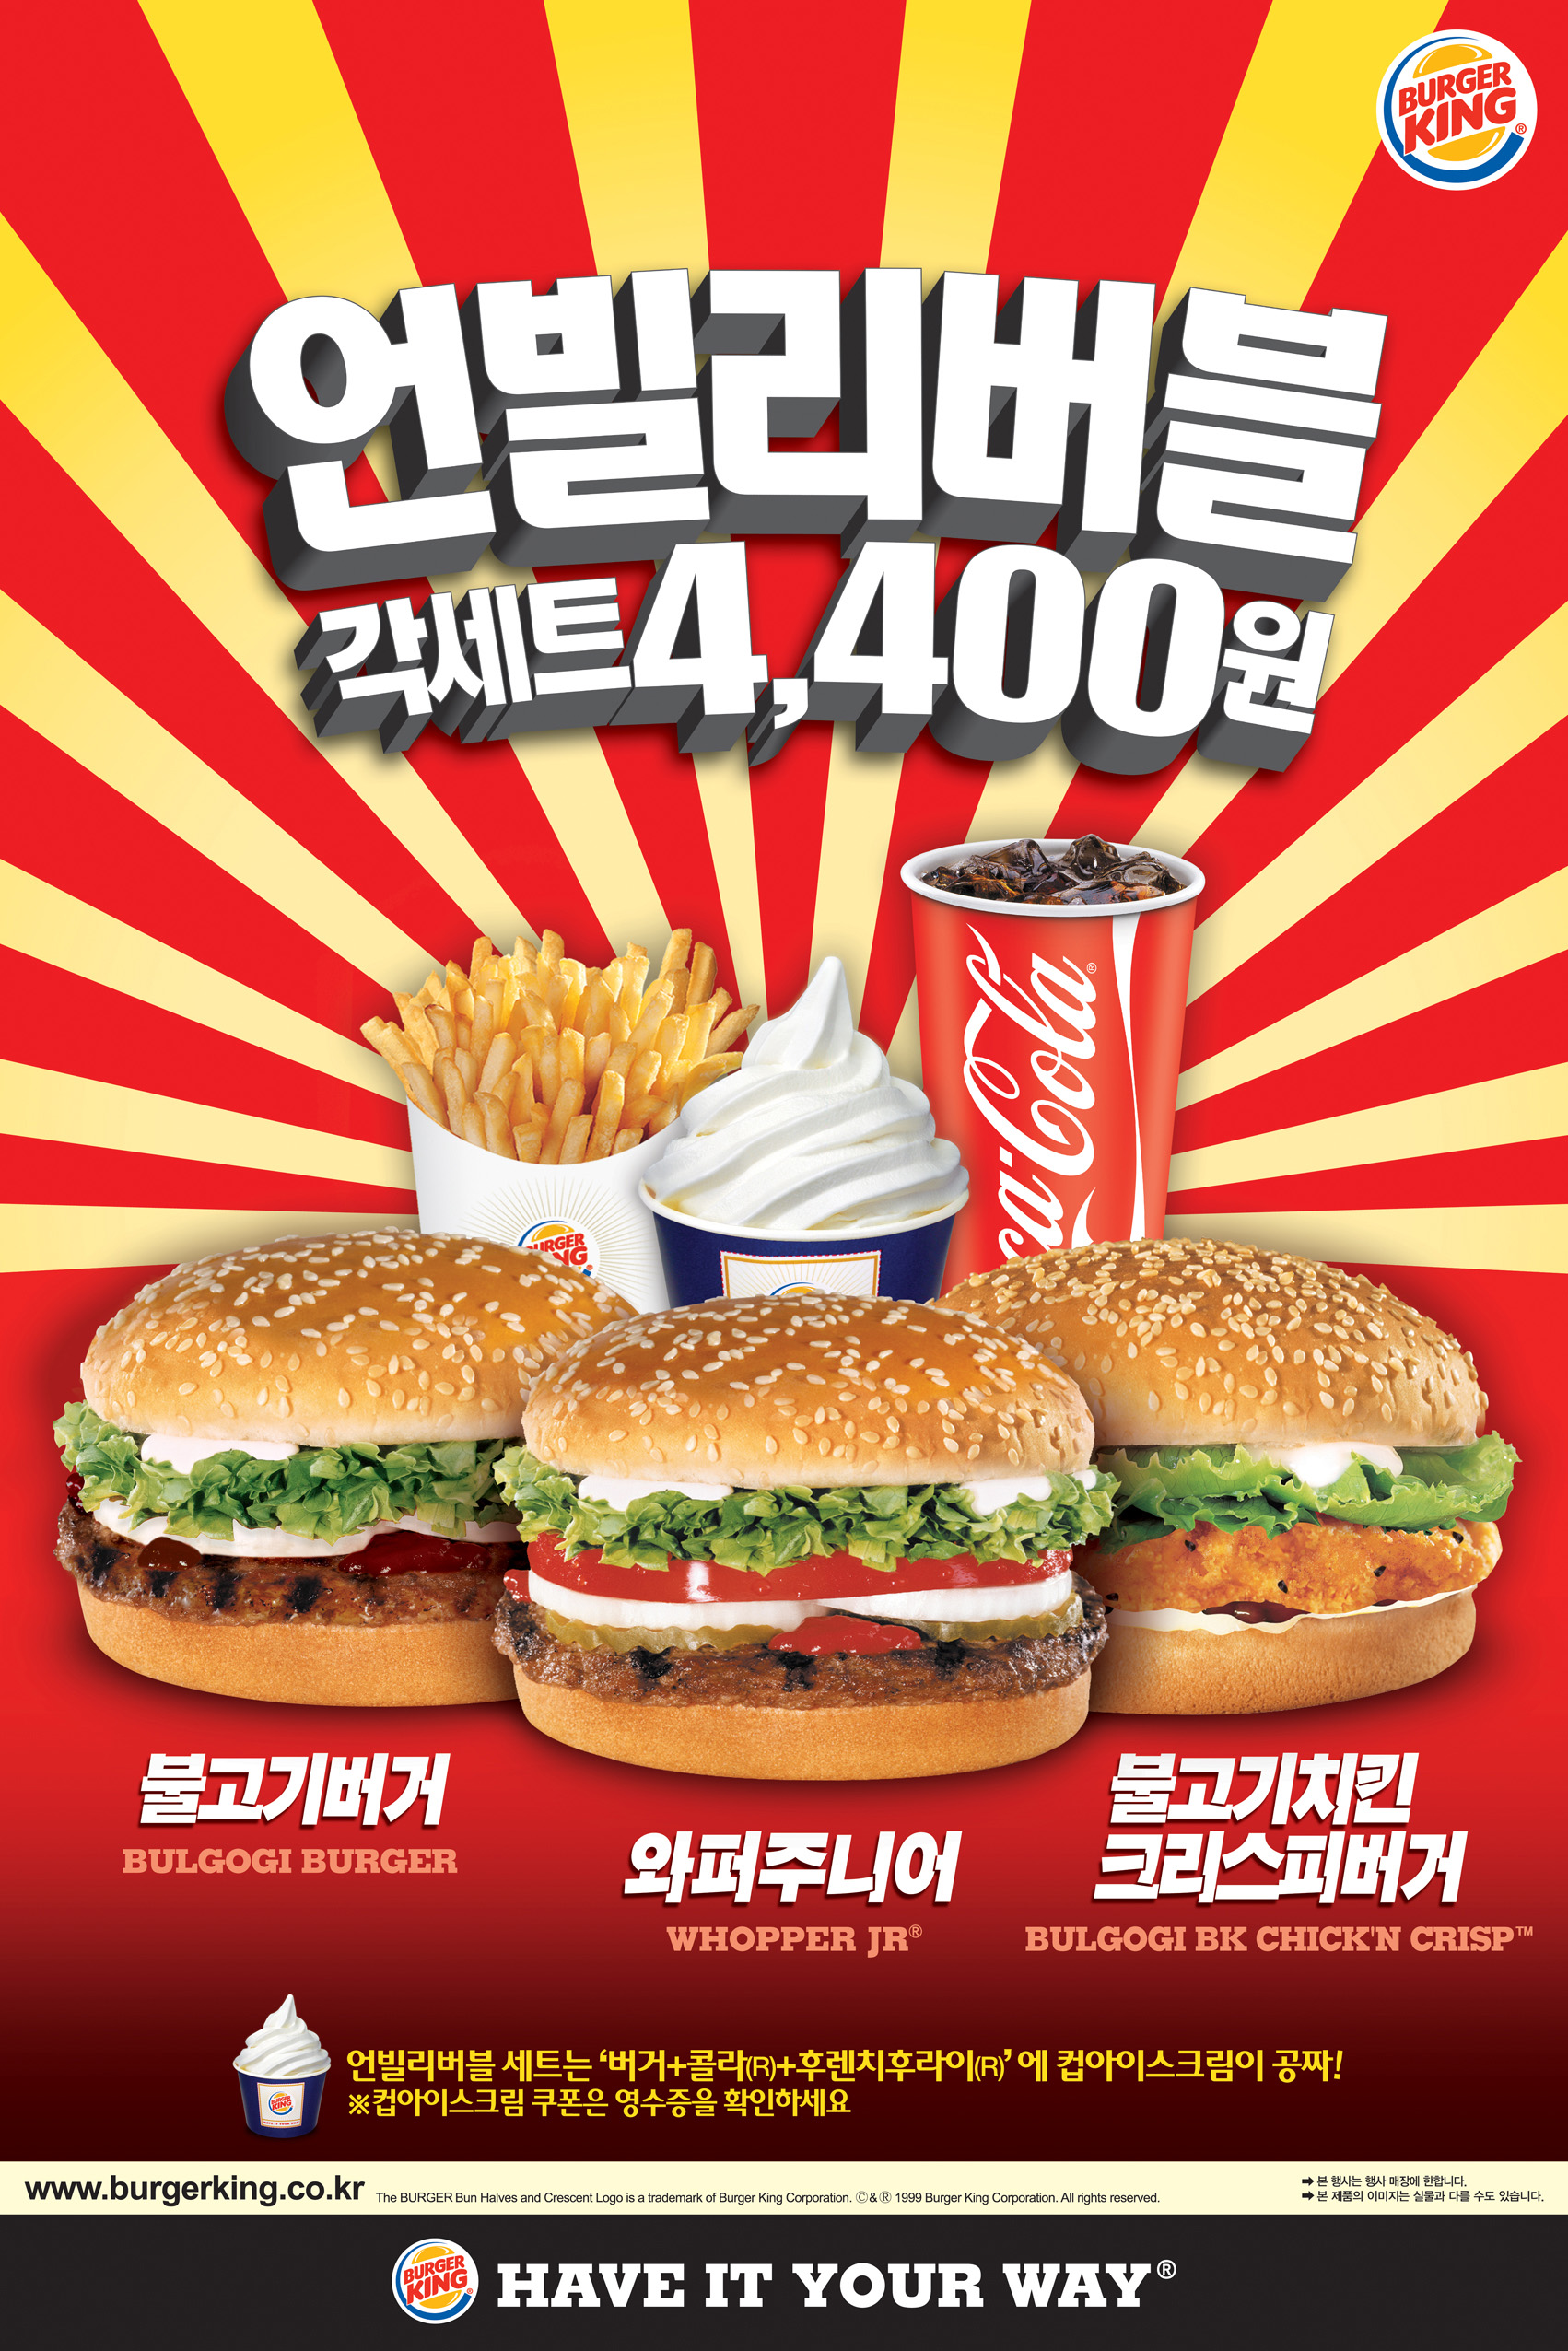 BURGER
KING®
언빌리버블
각세트4,400원
Coca-Cola®
BURGER
KING®
불고기버거
BULGOGI BURGER
와퍼주니어
WHOPPER JR®
불고기치킨
크리스피버거
BULGOGI BK CHICK'N CRISP™
언빌리버블 세트는 ‘버거+콜라(R)+후렌치후라이(R)’에 컵아이스크림이 공짜!
※컵아이스크림 쿠폰은 영수증을 확인하세요
BURGER
KING
www.burgerking.co.kr
The BURGER Bun Halves and Crescent Logo is a trademark of Burger King Corporation. ⓒ&® 1999 Burger King Corporation. All rights reserved.
➡ 본 행사는 행사 매장에 한합니다.
➡ 본 제품의 이미지는 실물과 다를 수도 있습니다.
BURGER
KING®
HAVE IT YOUR WAY®